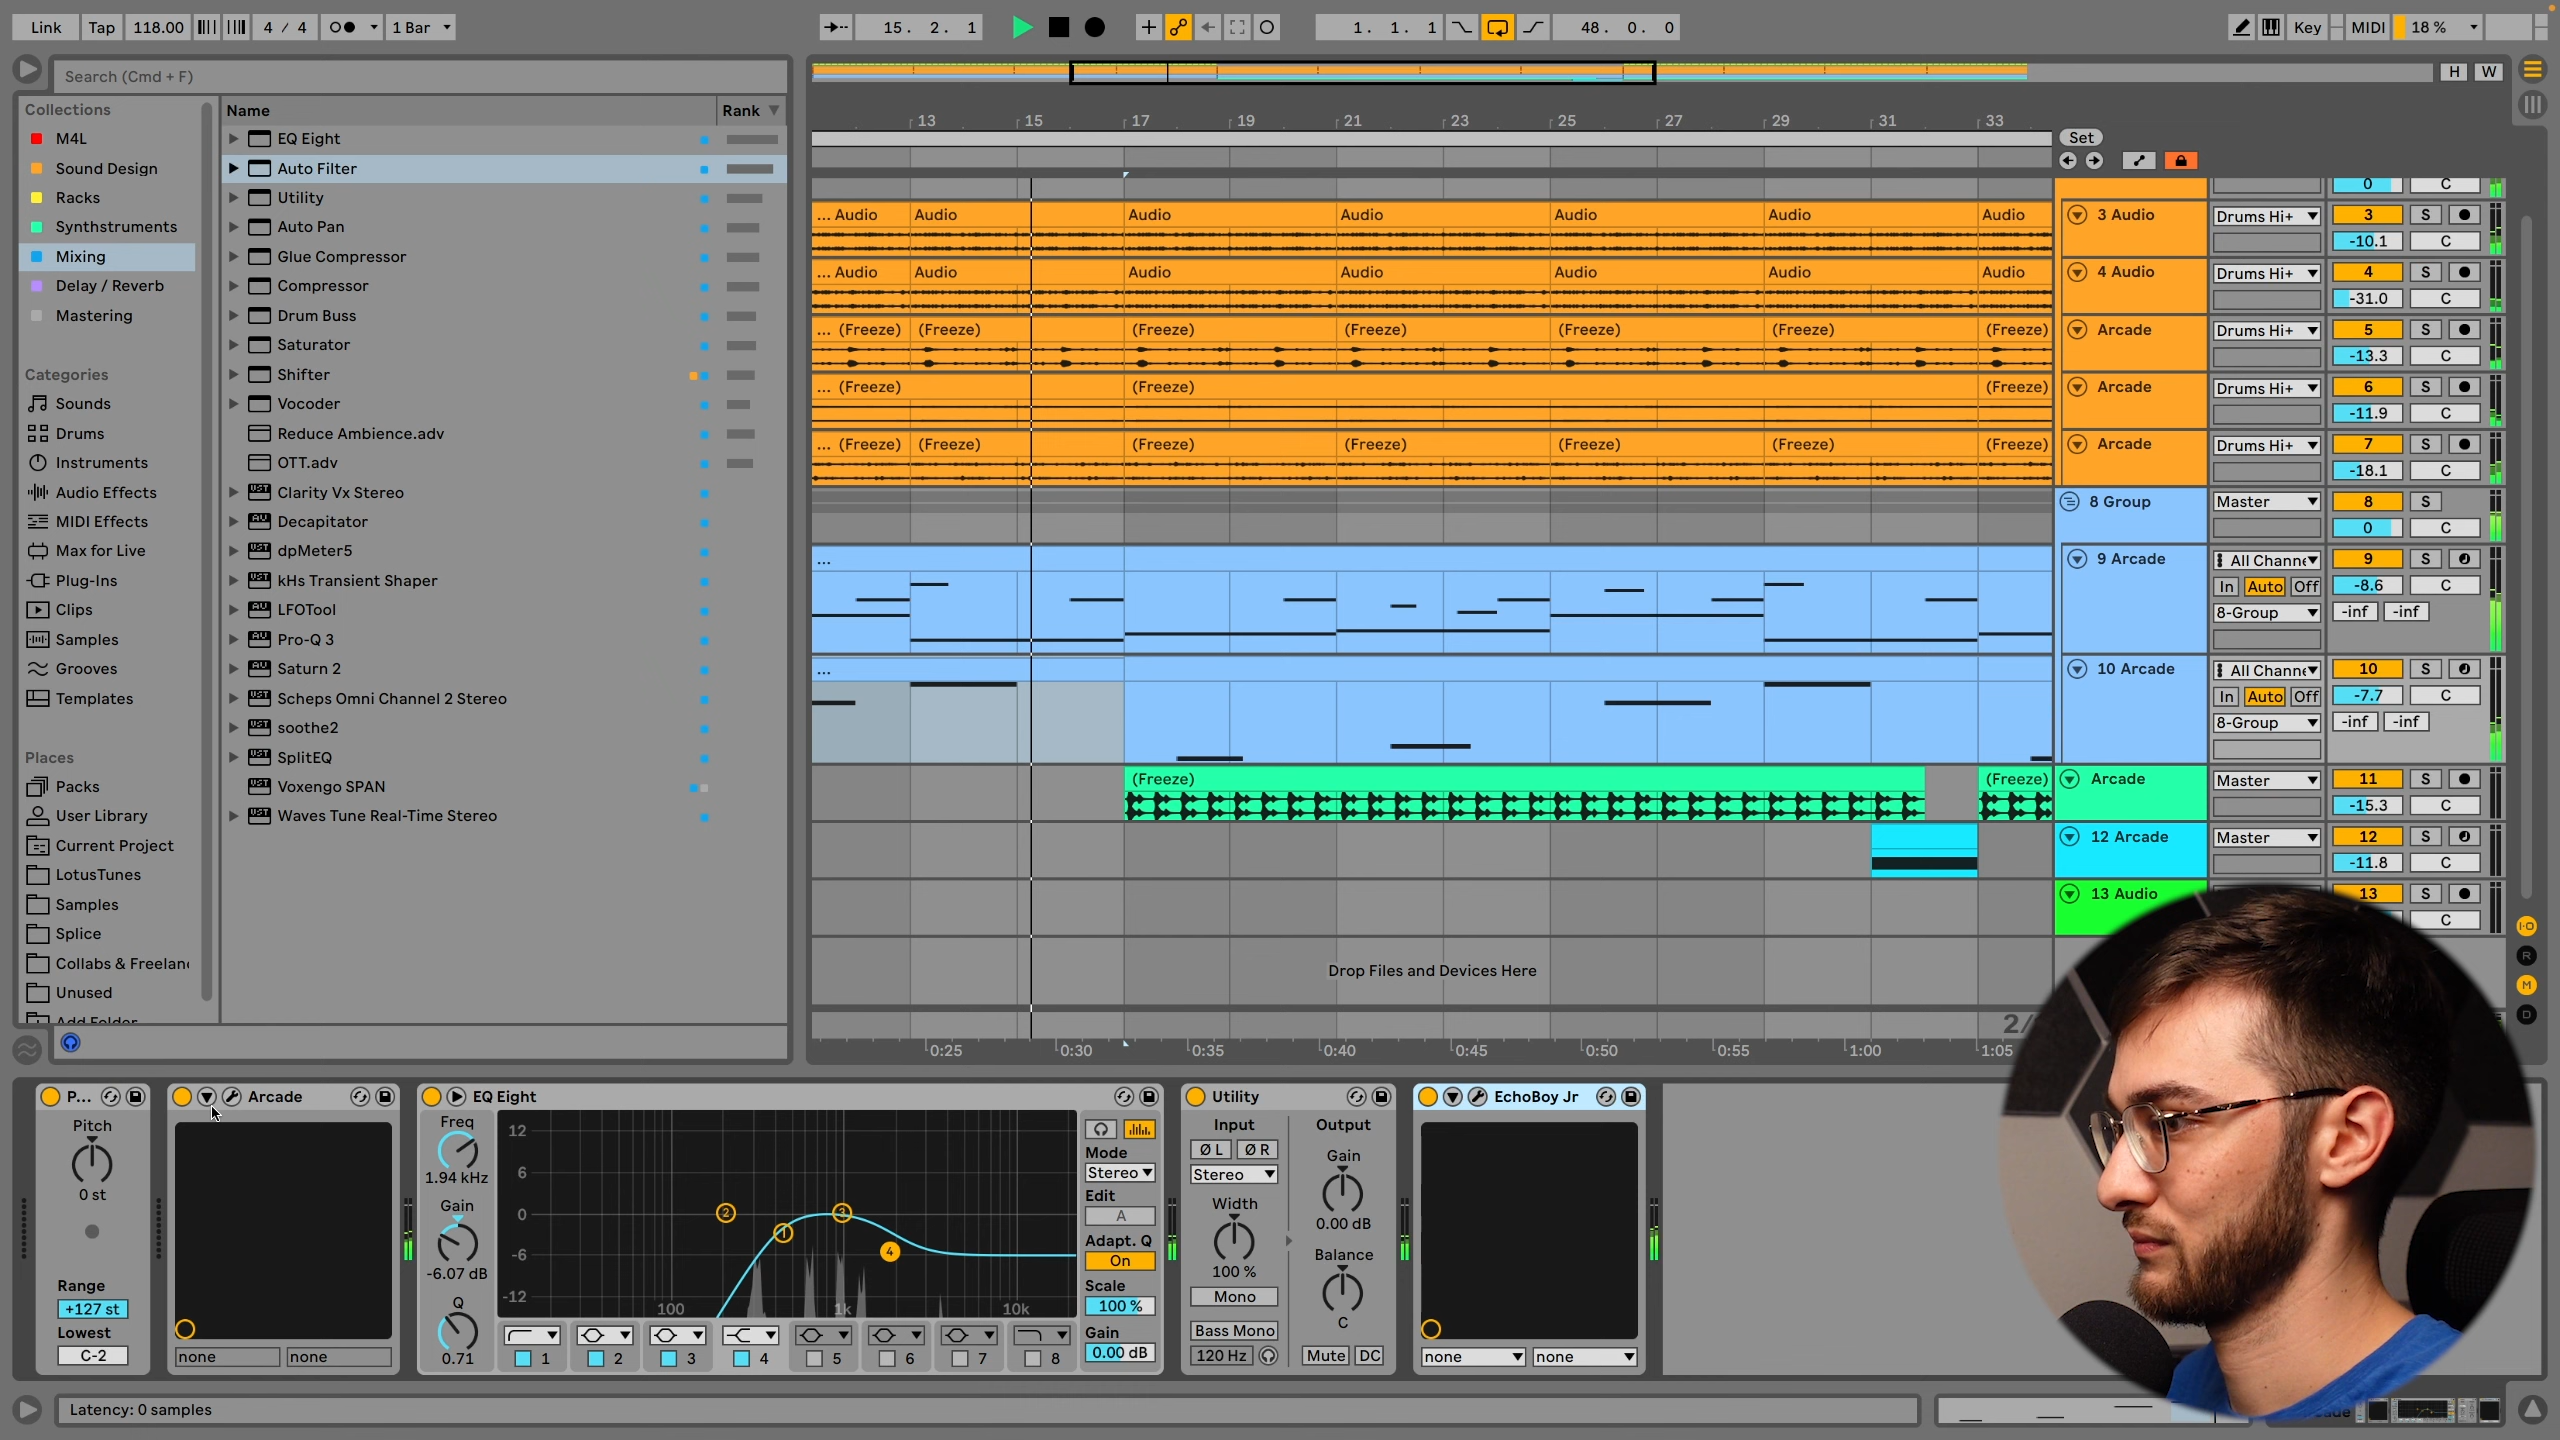 Link Tap 118.00 4 / 4 1 Bar 15. 2. 1 1. 1. 1 48. 0. 0 Key MIDI 18 %
Search (Cmd + F)
H W
Collections
M4L
Sound Design
Racks
Synthstruments
Mixing
Delay / Reverb
Mastering
Categories
Sounds
Drums
Instruments
Audio Effects
MIDI Effects
Max for Live
Plug-Ins
Clips
Samples
Grooves
Templates
Places
Packs
User Library
Current Project
LotusTunes
Samples
Splice
Collabs & Freelanc
Unused
Add Folder
Name Rank
EQ Eight
Auto Filter
Utility
Auto Pan
Glue Compressor
Compressor
Drum Buss
Saturator
Shifter
Vocoder
Reduce Ambience.adv
OTT.adv
Clarity Vx Stereo
Decapitator
dpMeter5
kHs Transient Shaper
LFOTool
Pro-Q 3
Saturn 2
Scheps Omni Channel 2 Stereo
soothe2
SplitEQ
Voxengo SPAN
Waves Tune Real-Time Stereo
13 15 17 19 21 23 25 27 29 31 33
Set
0 C
... Audio Audio Audio Audio Audio Audio Audio 3 Audio Drums Hi+ 3 S
-10.1 C
... Audio Audio Audio Audio Audio Audio Audio 4 Audio Drums Hi+ 4 S
-31.0 C
... (Freeze) (Freeze) (Freeze) (Freeze) (Freeze) (Freeze) (Freeze) Arcade Drums Hi+ 5 S
-13.3 C
... (Freeze) (Freeze) (Freeze) Arcade Drums Hi+ 6 S
-11.9 C
... (Freeze) (Freeze) (Freeze) (Freeze) (Freeze) (Freeze) (Freeze) Arcade Drums Hi+ 7 S
-18.1 C
8 Group Master 8 S
0 C
... 9 Arcade All Channe 9 S
In Auto Off -8.6 C
8-Group -inf -inf
... 10 Arcade All Channe 10 S
In Auto Off -7.7 C
8-Group -inf -inf
(Freeze) (Freeze) Arcade Master 11 S
-15.3 C
12 Arcade Master 12 S
-11.8 C
13 Audio 13 S
C
Drop Files and Devices Here
2/
0:25 0:30 0:35 0:40 0:45 0:50 0:55 1:00 1:05
I·O
R
M
D
P...
Pitch
0 st
Range
+127 st
Lowest
C-2
Arcade
none none
EQ Eight
Freq
1.94 kHz
Gain
-6.07 dB
Q
0.71
12
6
0
-6
-12
100 1k 10k
2 1 3 4
1 2 3 4 5 6 7 8
Mode
Stereo
Edit
A
Adapt. Q
On
Scale
100 %
Gain
0.00 dB
Utility
Input
Ø L Ø R
Stereo
Width
100 %
Mono
Bass Mono
120 Hz
Output
Gain
0.00 dB
Balance
C
Mute DC
EchoBoy Jr
none none
Latency: 0 samples